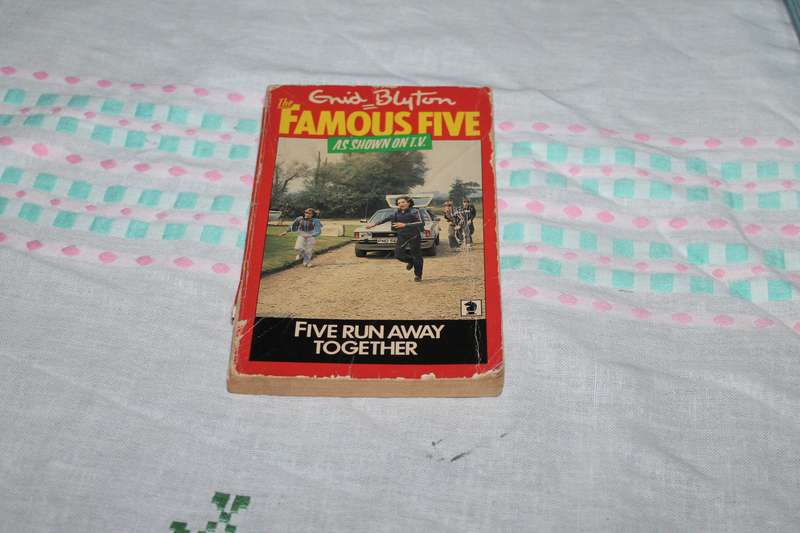 Enid Blyton
The
FAMOUS FIVE
AS SHOWN ON T.V.
FIVE RUN AWAY
TOGETHER